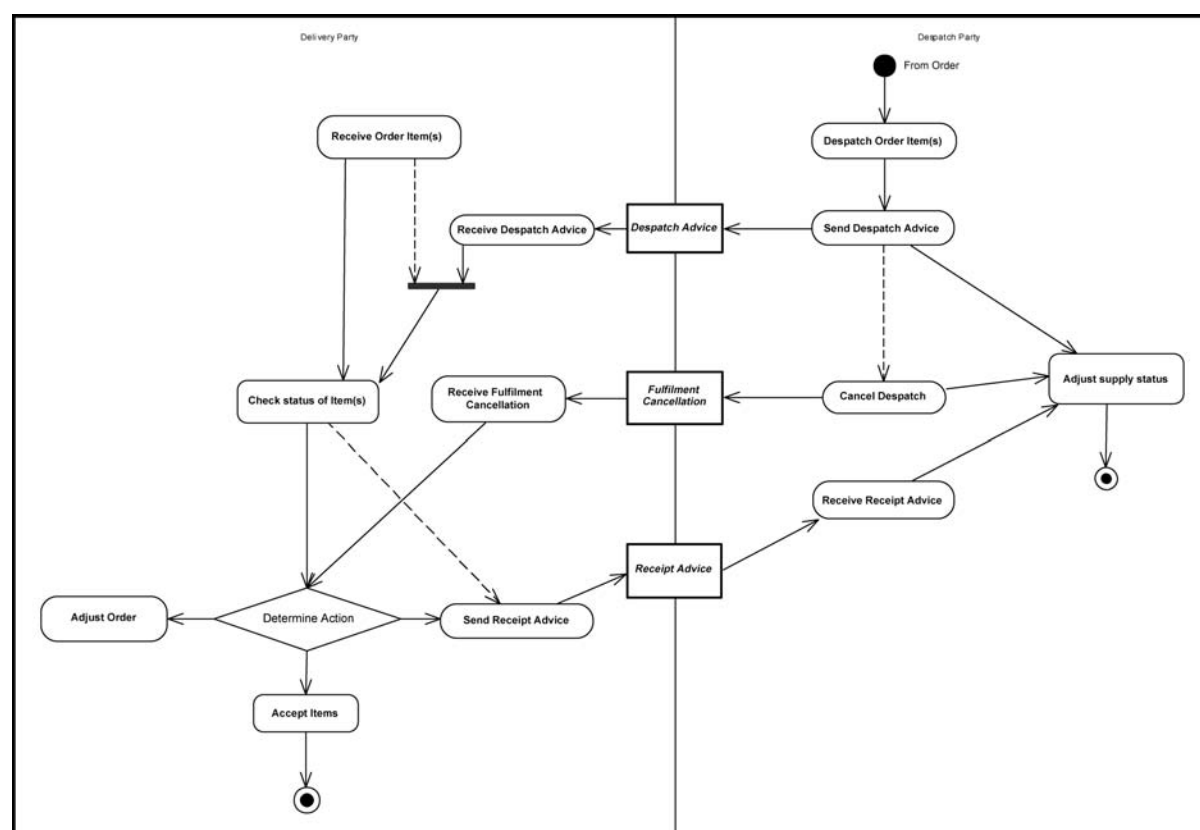 Delivery Party
Despatch Party
From Order
Receive Order Item(s)
Despatch Order Item(s)
Receive Despatch Advice
Despatch Advice
Send Despatch Advice
Check status of Item(s)
Receive Fulfilment
Cancellation
Fulfilment
Cancellation
Cancel Despatch
Adjust supply status
Receive Receipt Advice
Receipt Advice
Adjust Order
Determine Action
Send Receipt Advice
Accept Items